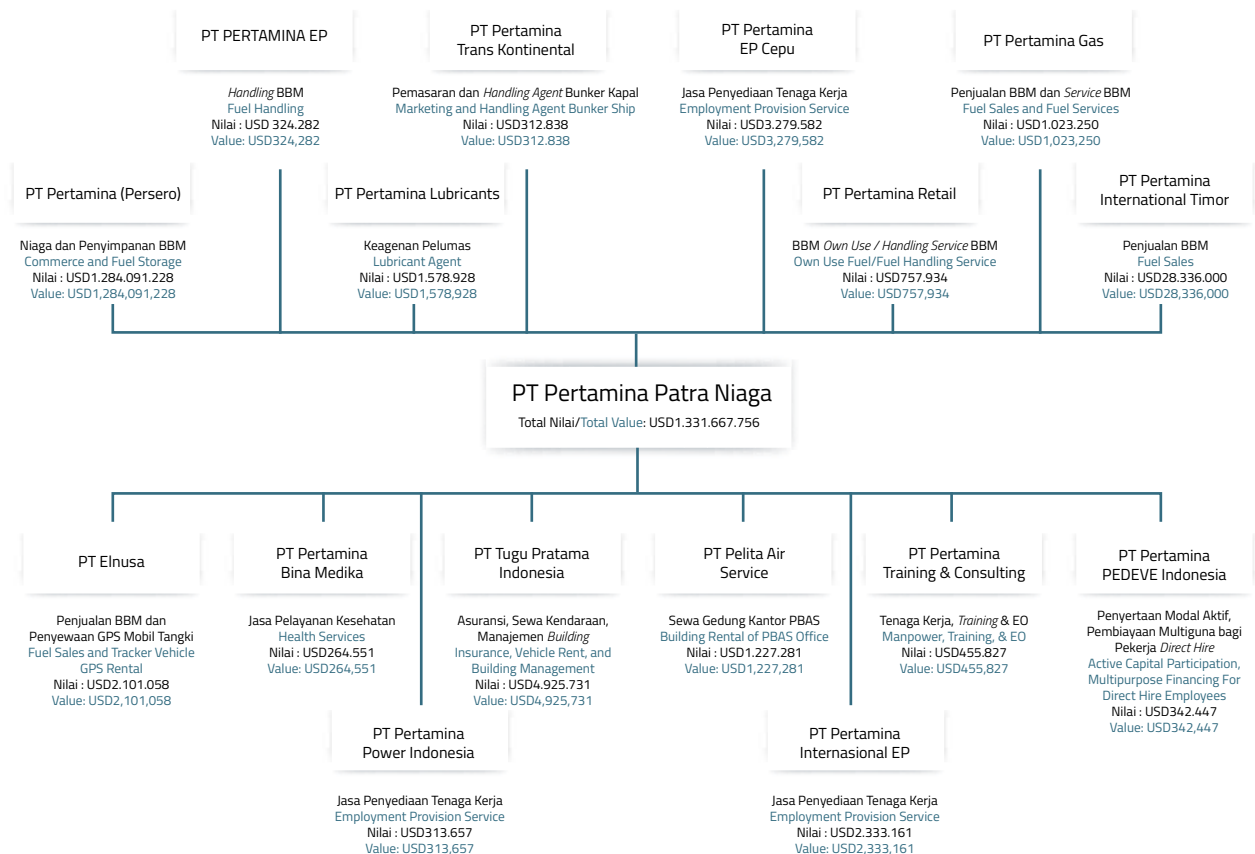 PT PERTAMINA EP
Handling BBM
Fuel Handling
Nilai : USD 324.282
Value: USD324,282
PT Pertamina
Trans Kontinental
Pemasaran dan Handling Agent Bunker Kapal
Marketing and Handling Agent Bunker Ship
Nilai : USD312.838
Value: USD312.838
PT Pertamina
EP Cepu
Jasa Penyediaan Tenaga Kerja
Employment Provision Service
Nilai : USD3.279.582
Value: USD3,279,582
PT Pertamina Gas
Penjualan BBM dan Service BBM
Fuel Sales and Fuel Services
Nilai : USD1.023.250
Value: USD1,023,250
PT Pertamina (Persero)
Niaga dan Penyimpanan BBM
Commerce and Fuel Storage
Nilai : USD1.284.091.228
Value: USD1,284,091,228
PT Pertamina Lubricants
Keagenan Pelumas
Lubricant Agent
Nilai : USD1.578.928
Value: USD1,578,928
PT Pertamina Retail
BBM Own Use / Handling Service BBM
Own Use Fuel/Fuel Handling Service
Nilai : USD757.934
Value: USD757,934
PT Pertamina
International Timor
Penjualan BBM
Fuel Sales
Nilai : USD28.336.000
Value: USD28,336,000
PT Pertamina Patra Niaga
Total Nilai/Total Value: USD1.331.667.756
PT Elnusa
Penjualan BBM dan
Penyewaan GPS Mobil Tangki
Fuel Sales and Tracker Vehicle
GPS Rental
Nilai : USD2.101.058
Value: USD2,101,058
PT Pertamina
Bina Medika
Jasa Pelayanan Kesehatan
Health Services
Nilai : USD264.551
Value: USD264,551
PT Tugu Pratama
Indonesia
Asuransi, Sewa Kendaraan,
Manajemen Building
Insurance, Vehicle Rent, and
Building Management
Nilai : USD4.925.731
Value: USD4,925,731
PT Pelita Air
Service
Sewa Gedung Kantor PBAS
Building Rental of PBAS Office
Nilai : USD1.227.281
Value: USD1,227,281
PT Pertamina
Training & Consulting
Tenaga Kerja, Training & EO
Manpower, Training, & EO
Nilai : USD455.827
Value: USD455,827
PT Pertamina
PEDEVE Indonesia
Penyertaan Modal Aktif,
Pembiayaan Multiguna bagi
Pekerja Direct Hire
Active Capital Participation,
Multipurpose Financing For
Direct Hire Employees
Nilai : USD342.447
Value: USD342,447
PT Pertamina
Power Indonesia
Jasa Penyediaan Tenaga Kerja
Employment Provision Service
Nilai : USD313.657
Value: USD313,657
PT Pertamina
Internasional EP
Jasa Penyediaan Tenaga Kerja
Employment Provision Service
Nilai : USD2.333.161
Value: USD2,333,161